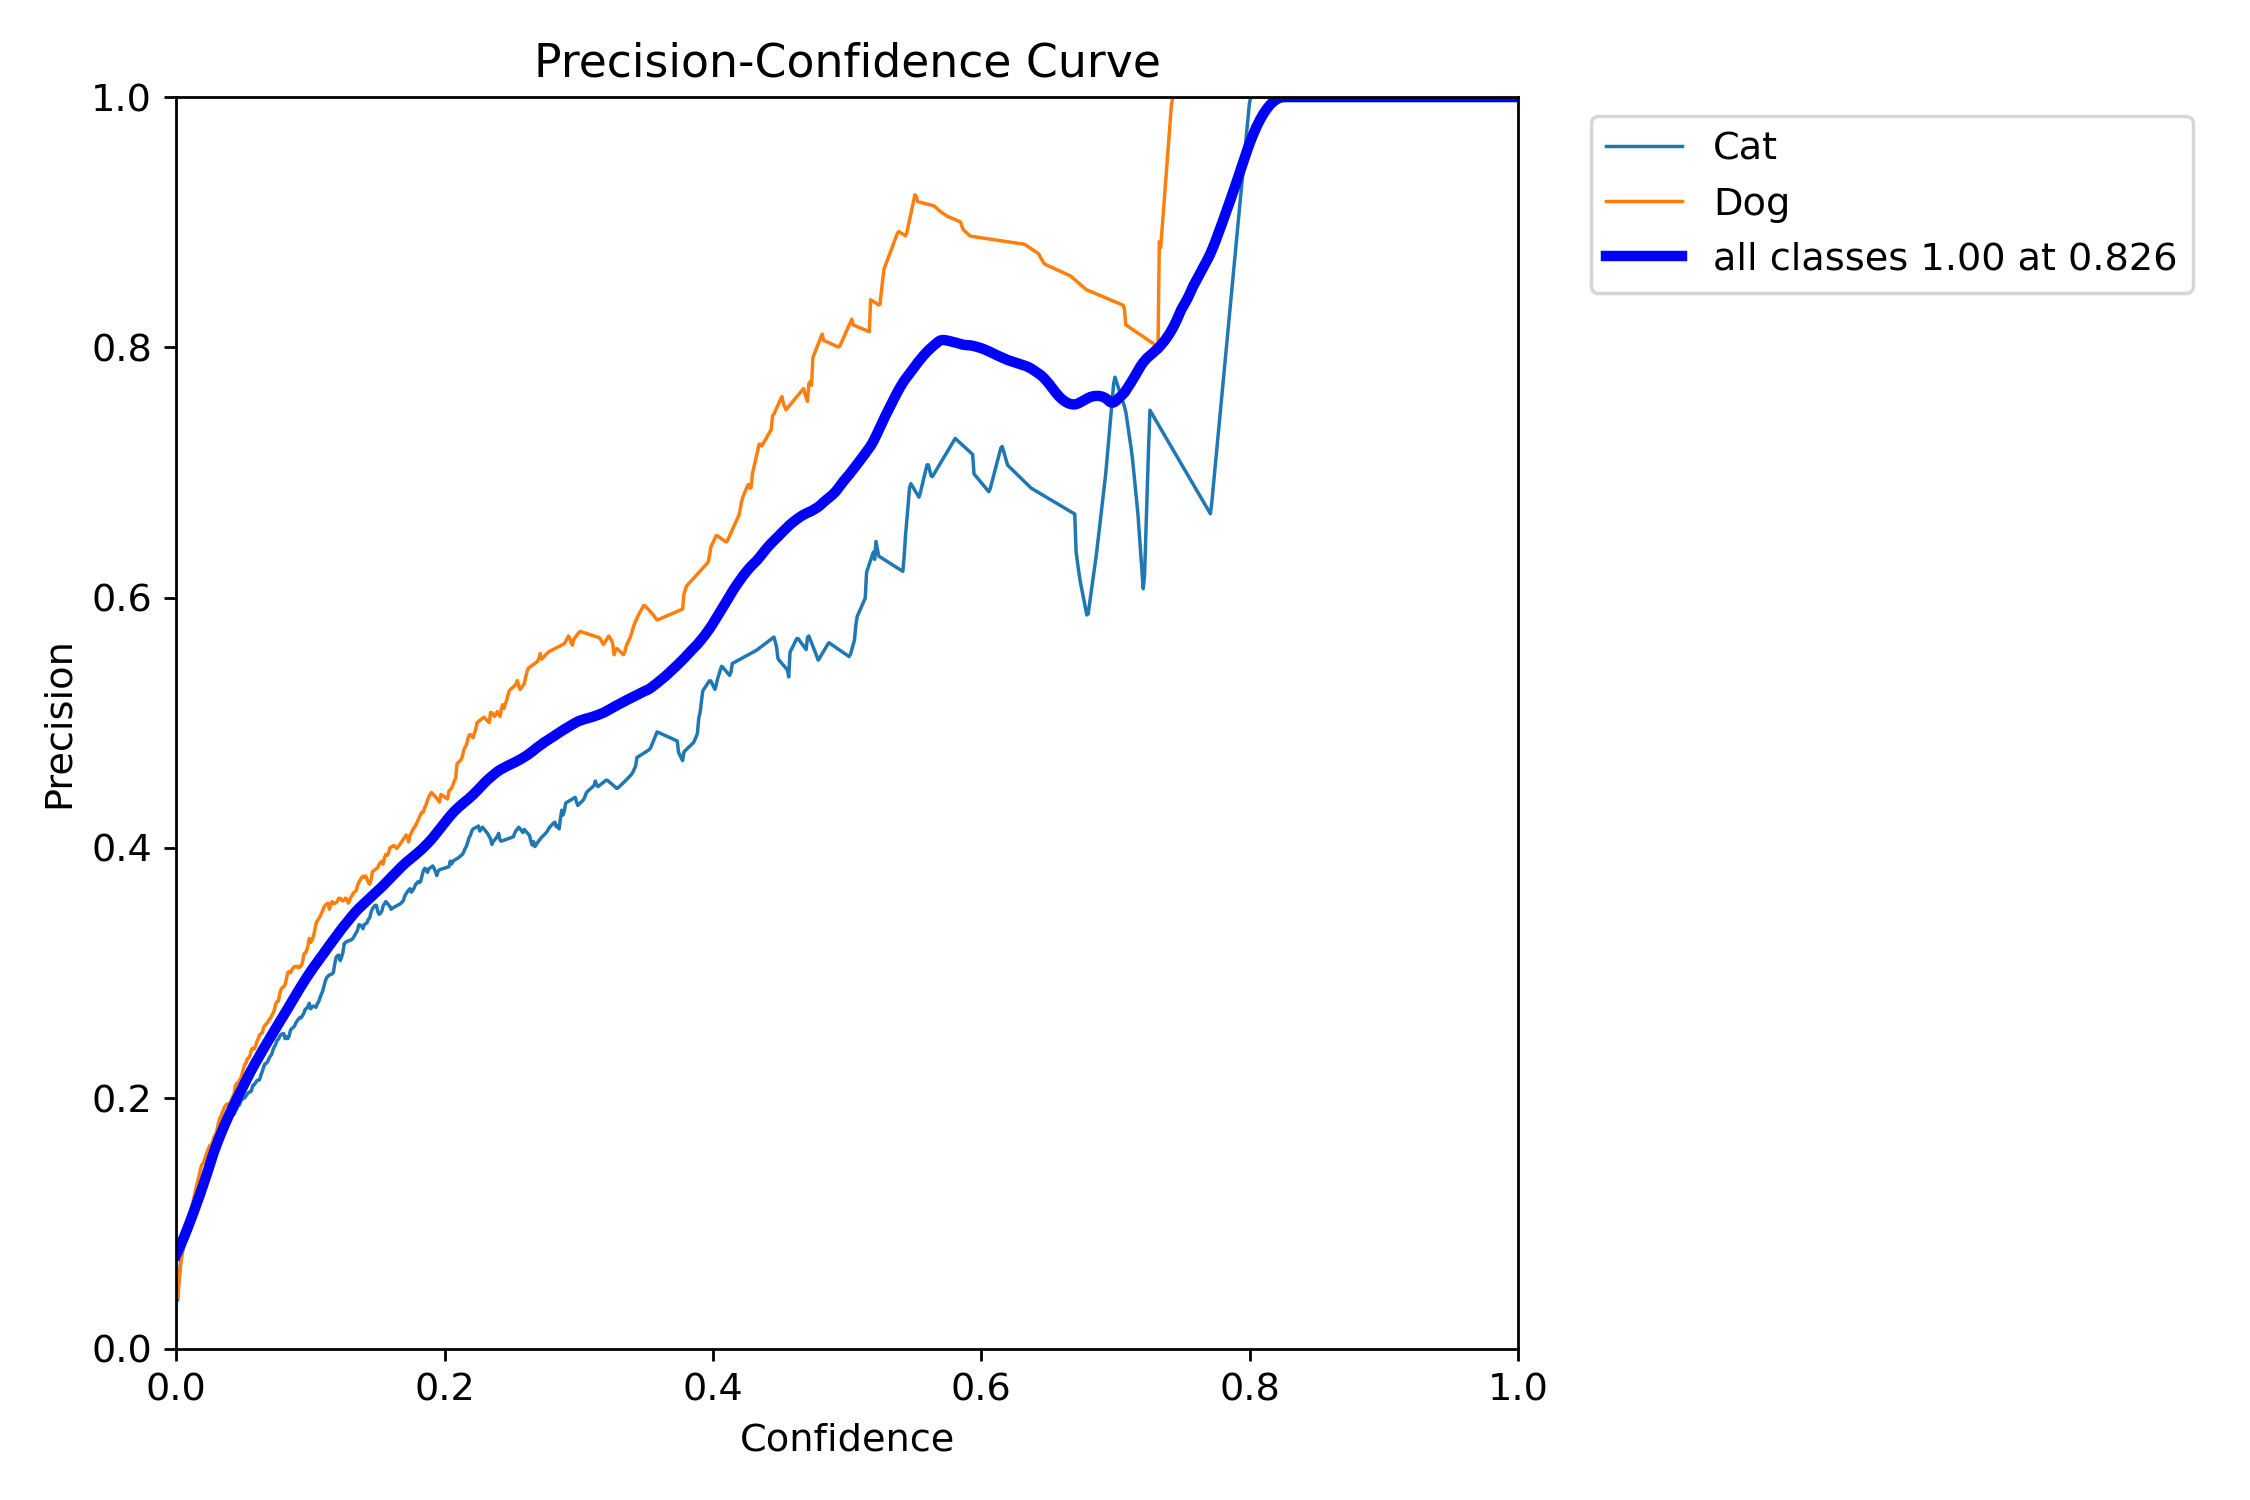 Precision-Confidence Curve
1.0
0.8
0.6
0.4
0.2
0.0
Precision
0.0 0.2 0.4 0.6 0.8 1.0
Confidence
Cat
Dog
all classes 1.00 at 0.826